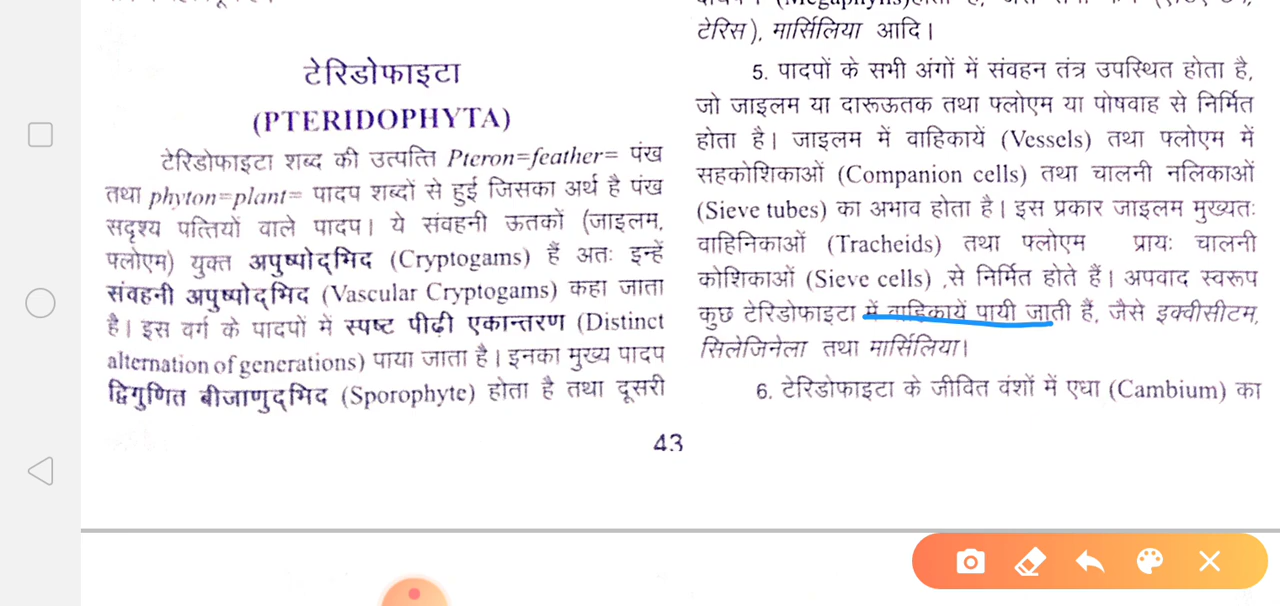 टेरिडोफाइटा
(PTERIDOPHYTA)
टेरिडोफाइटा शब्द की उत्पत्ति Pteron=feather= पंख
तथा phyton=plant= पादप शब्दों से हुई जिसका अर्थ है पंख
सदृश्य पत्तियों वाले पादप। ये संवहनी ऊतकों (जाइलम,
फ्लोएम) युक्त अपुष्पोद्भिद (Cryptogams) हैं अतः इन्हें
संवहनी अपुष्पोद्भिद (Vascular Cryptogams) कहा जाता
है। इस वर्ग के पादपों में स्पष्ट पीढ़ी एकान्तरण (Distinct
alternation of generations) पाया जाता है। इनका मुख्य पादप
द्विगुणित बीजाणुद्भिद (Sporophyte) होता है तथा दूसरी
टेरिस), मार्सिलिया आदि।
5. पादपों के सभी अंगों में संवहन तंत्र उपस्थित होता है,
जो जाइलम या दारूऊतक तथा फ्लोएम या पोषवाह से निर्मित
होता है। जाइलम में वाहिकायें (Vessels) तथा फ्लोएम में
सहकोशिकाओं (Companion cells) तथा चालनी नलिकाओं
(Sieve tubes) का अभाव होता है। इस प्रकार जाइलम मुख्यतः
वाहिनिकाओं (Tracheids) तथा फ्लोएम प्रायः चालनी
कोशिकाओं (Sieve cells) ,से निर्मित होते हैं। अपवाद स्वरूप
कुछ टेरिडोफाइटा में वाहिकायें पायी जाती हैं, जैसे इक्वीसीटम,
सिलेजिनेला तथा मार्सिलिया।
6. टेरिडोफाइटा के जीवित वंशों में एधा (Cambium) का
43